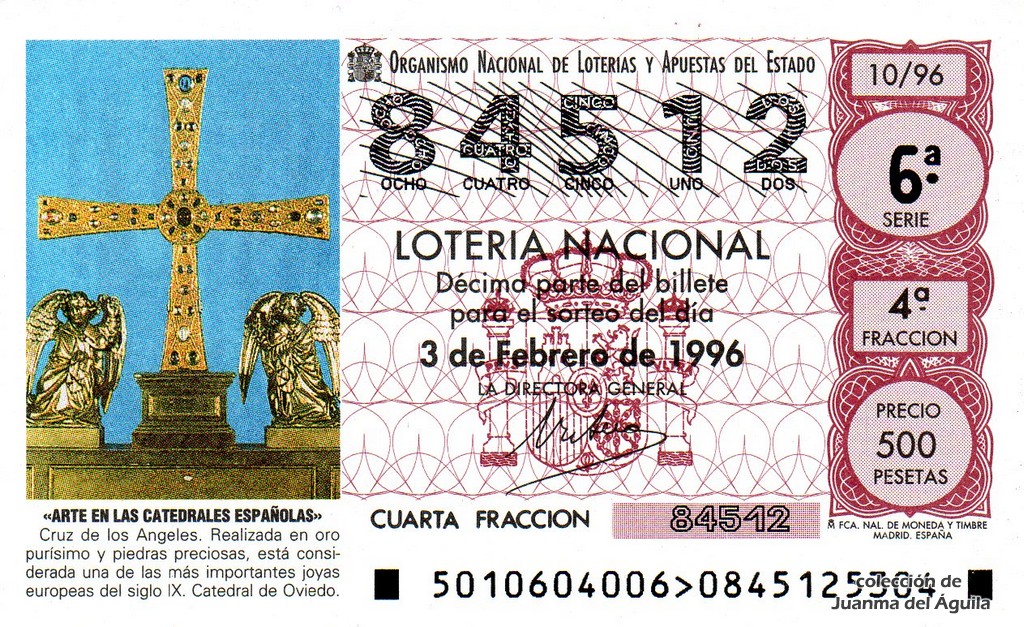 ORGANISMO NACIONAL DE LOTERIAS Y APUESTAS DEL ESTADO
84512
OCHO CUATRO CINCO UNO DOS
LOTERIA NACIONAL
Décima parte del billete
para el sorteo del día
3 de Febrero de 1996
LA DIRECTORA GENERAL
10/96
6ª
SERIE
4ª
FRACCION
PRECIO
500
PESETAS
«ARTE EN LAS CATEDRALES ESPAÑOLAS»
Cruz de los Angeles. Realizada en oro
purísimo y piedras preciosas, está consi-
derada una de las más importantes joyas
europeas del siglo IX. Catedral de Oviedo.
CUARTA FRACCION 84512
FCA. NAL. DE MONEDA Y TIMBRE
MADRID. ESPAÑA
5010604006>0845125304
colección de
Juanma del Águila